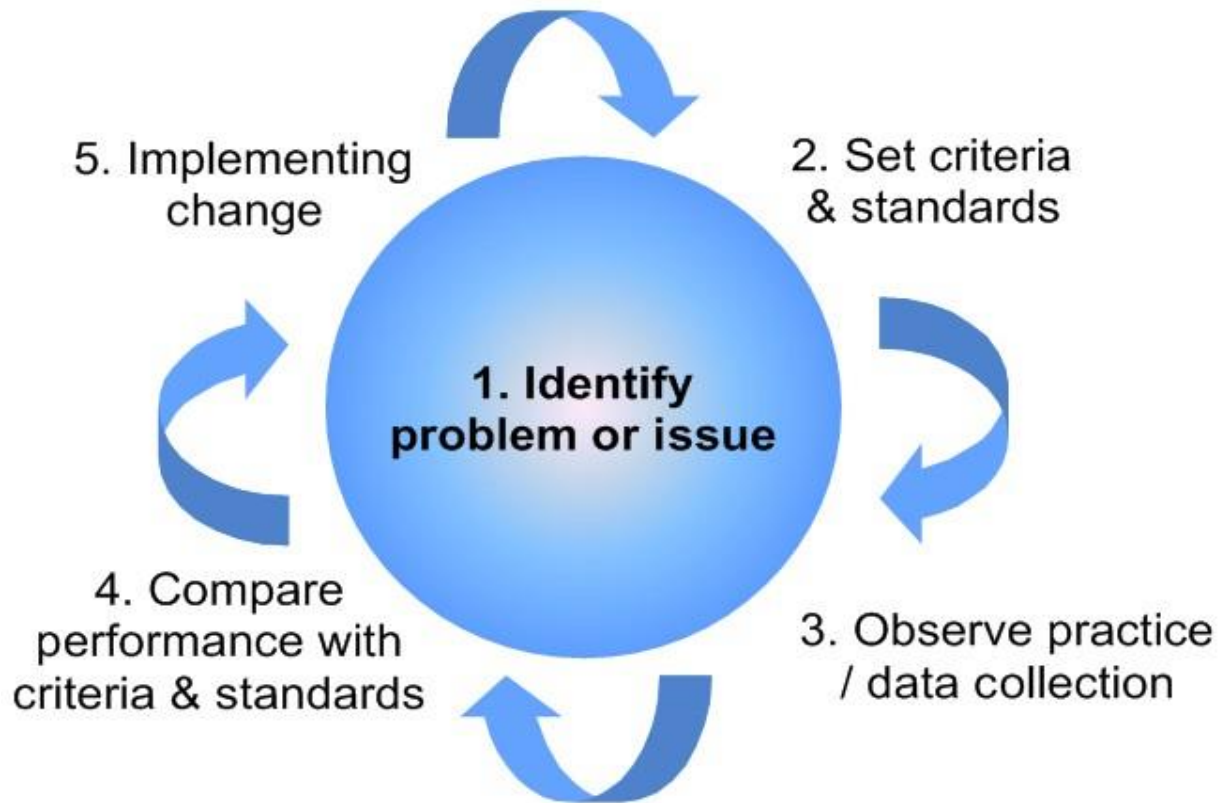 1. Identify
problem or issue
2. Set criteria
& standards
3. Observe practice
/ data collection
4. Compare
performance with
criteria & standards
5. Implementing
change